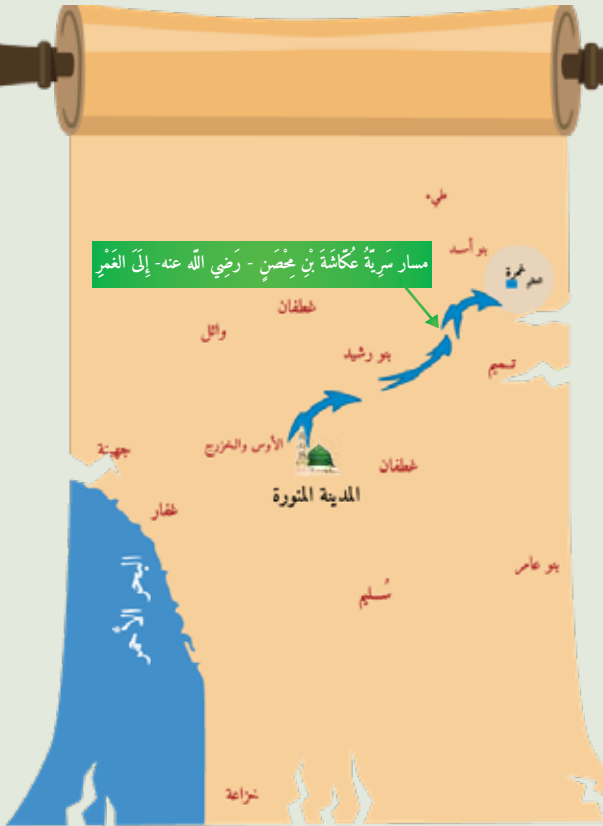 طيء
بنو أسد
مسار سَرِيّةُ عُكّاشَةَ بْنِ مِحْصَنٍ - رَضِي اللّه عنه- إِلَىَ الغَمْرِ
غمرة
غطفان
وائل
بنو رشيد
تميم
الأوس والخزرج
جهينة
غطفان
المدينة المنورة
غفار
البحر الأحمر
بنو عامر
سُليم
خزاعة